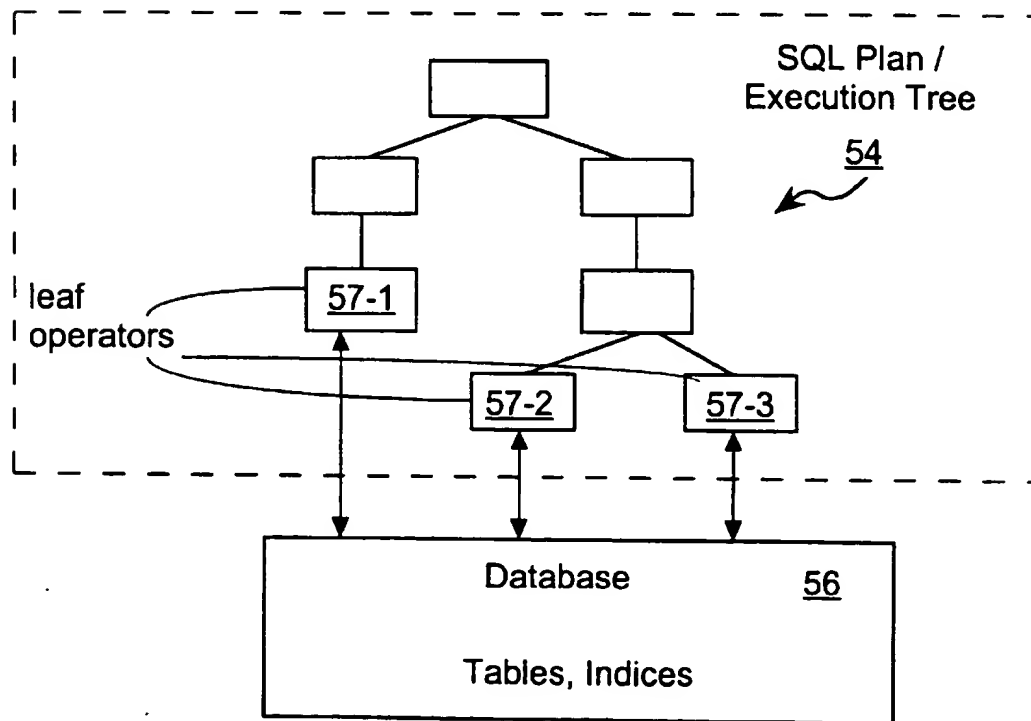 SQL Plan /
Execution Tree
54
leaf
operators
57-1
57-2
57-3
Database
56
Tables, Indices